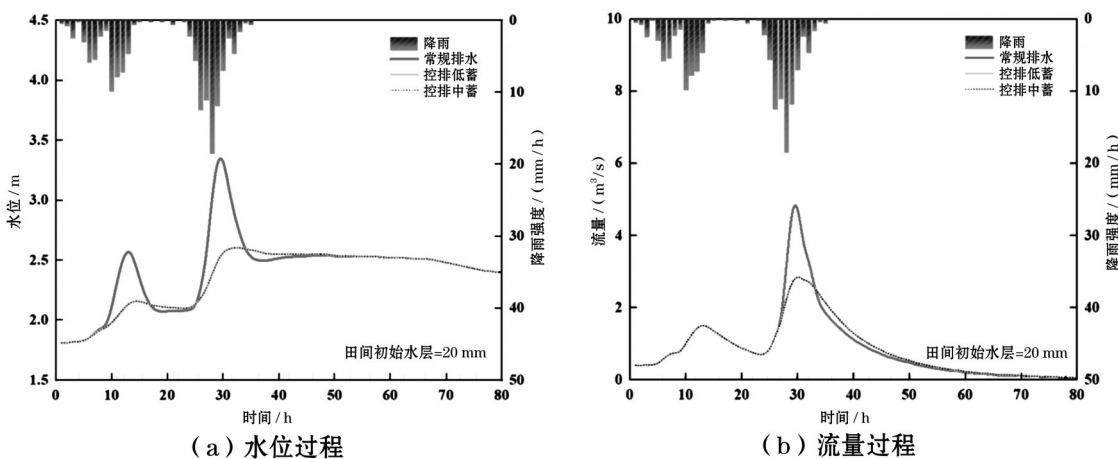 4.5
4.0
3.5
3.0
2.5
2.0
1.5
水位 / m
0
10
20
30
40
50
降雨强度 / (mm/h)
降雨
常规排水
控排低蓄
控排中蓄
田间初始水层=20 mm
0 10 20 30 40 50 60 70 80
时间 / h
(a) 水位过程
10
8
6
4
2
0
流量 / (m³/s)
0
10
20
30
40
50
降雨强度 / (mm/h)
降雨
常规排水
控排低蓄
控排中蓄
田间初始水层=20 mm
0 10 20 30 40 50 60 70 80
时间 / h
(b) 流量过程